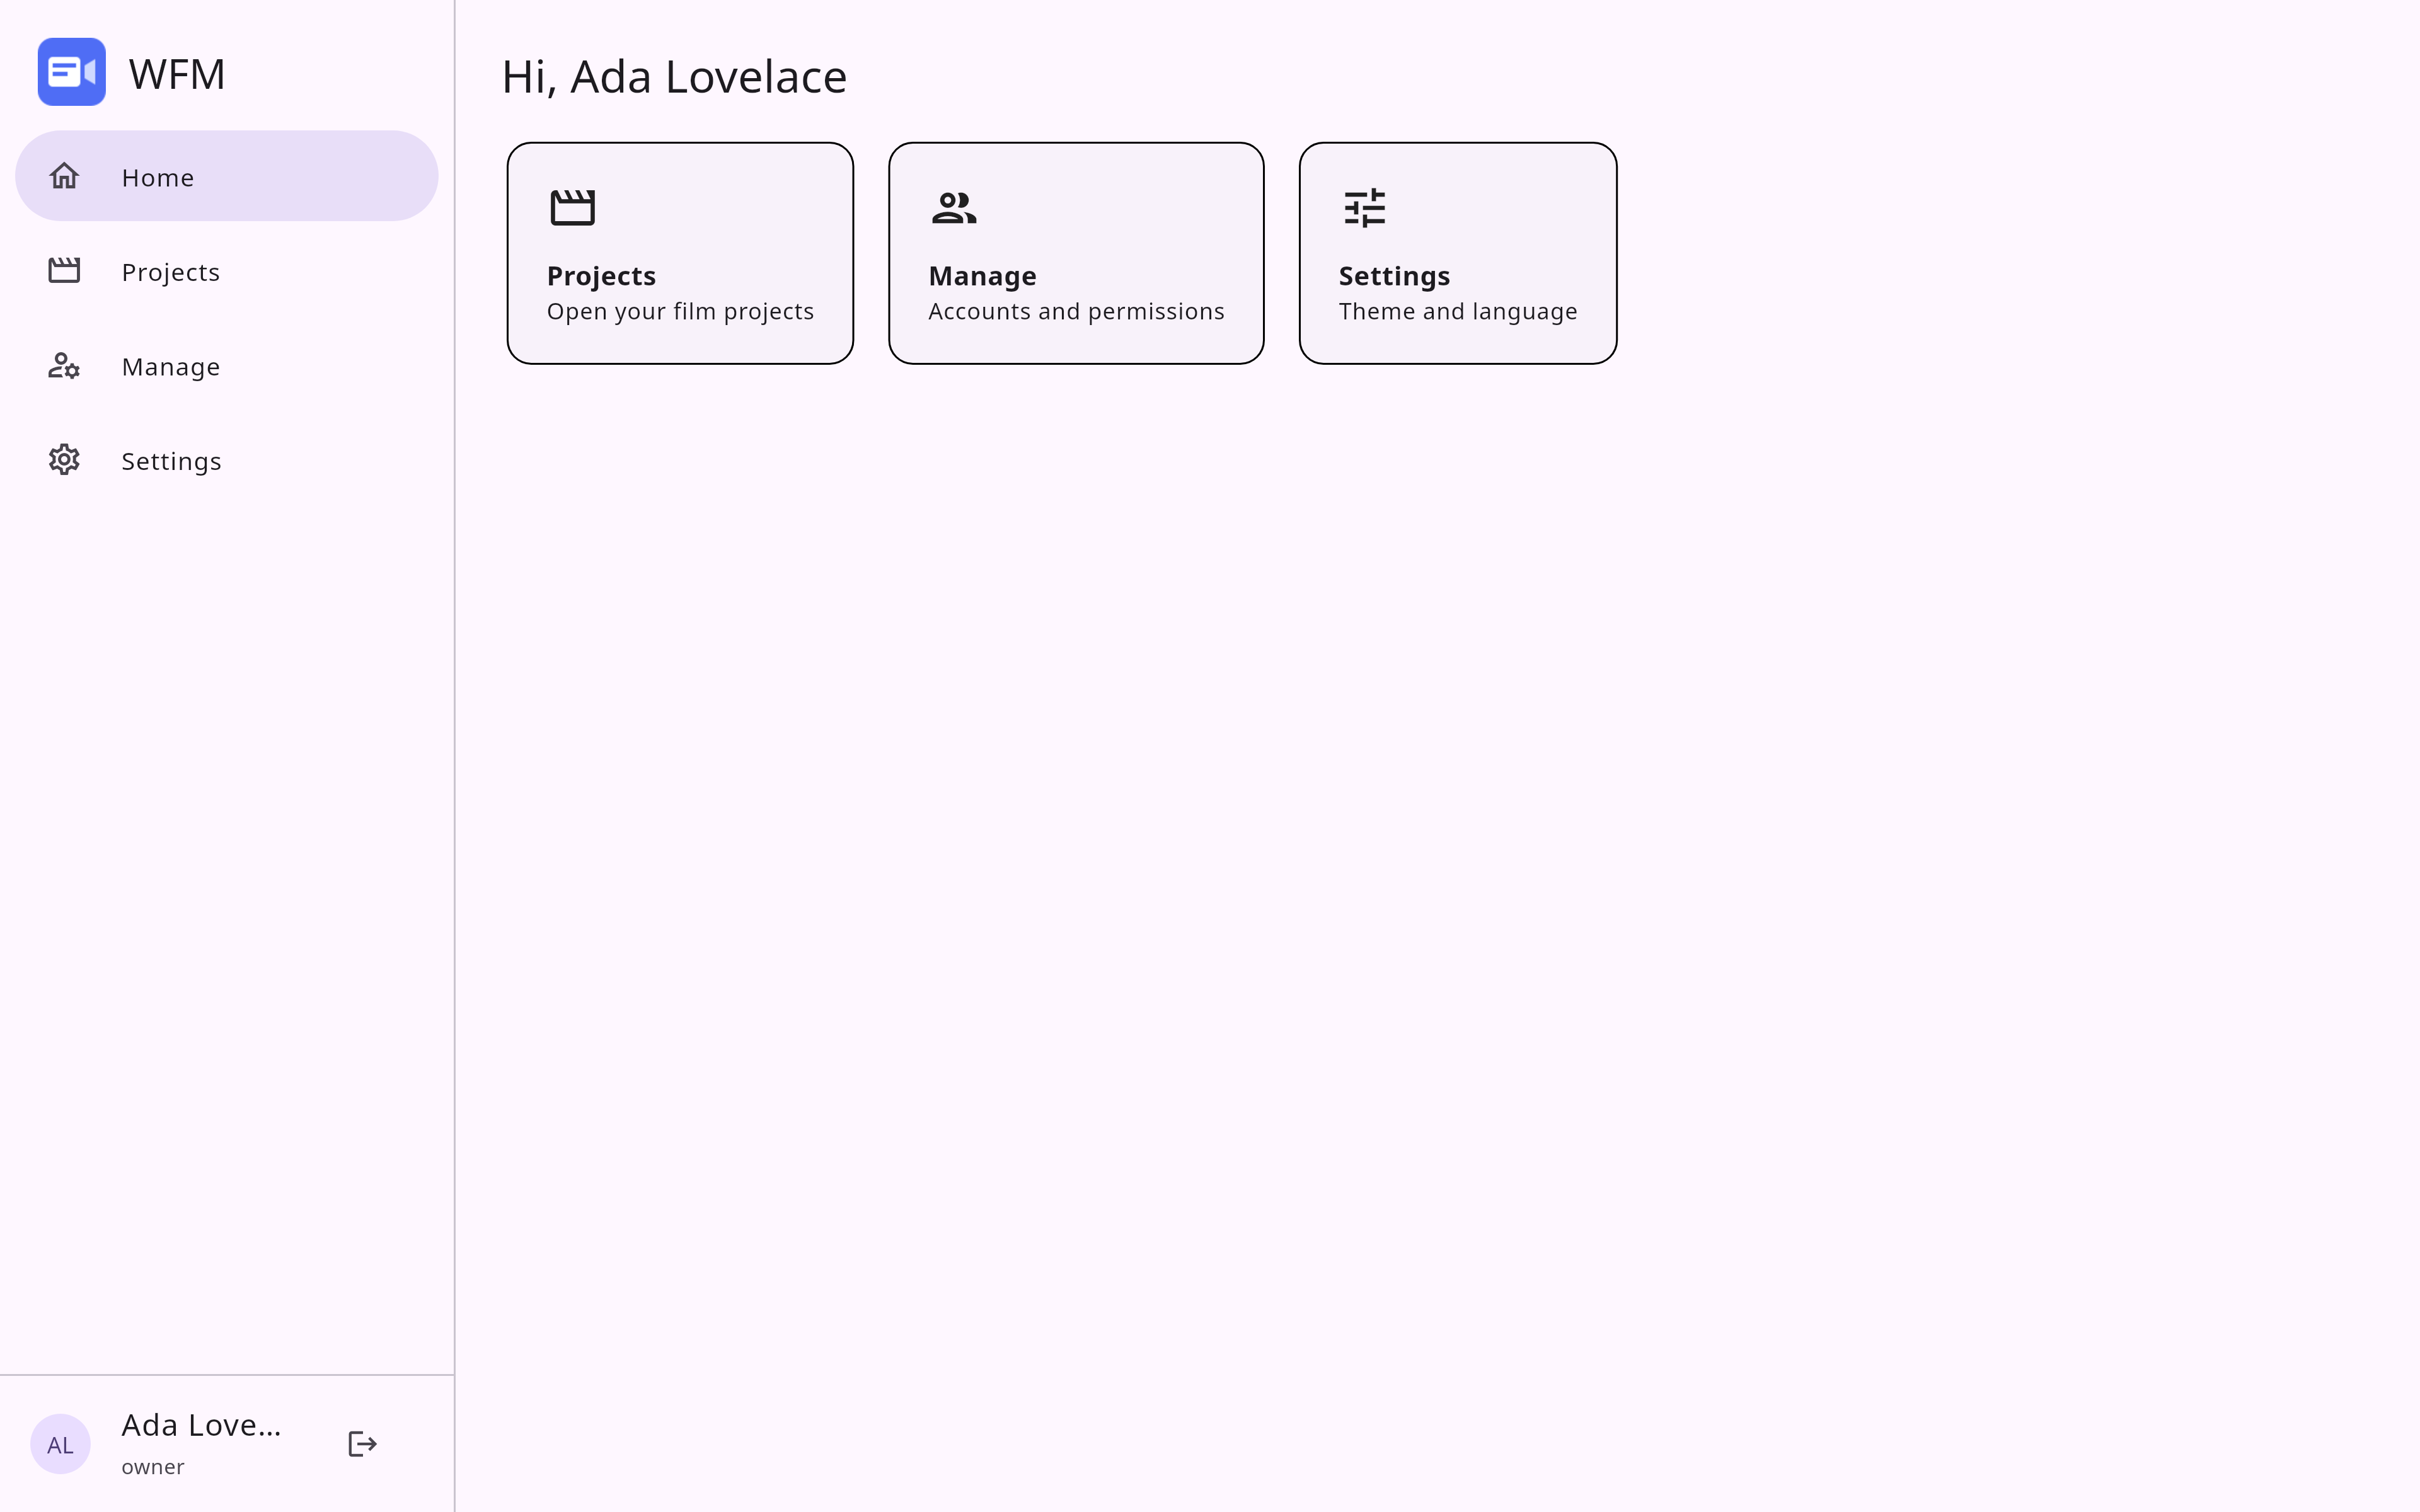 WFM
Home
Projects
Manage
Settings
Ada Love...
owner
AL
Hi, Ada Lovelace
Projects
Open your film projects
Manage
Accounts and permissions
Settings
Theme and language